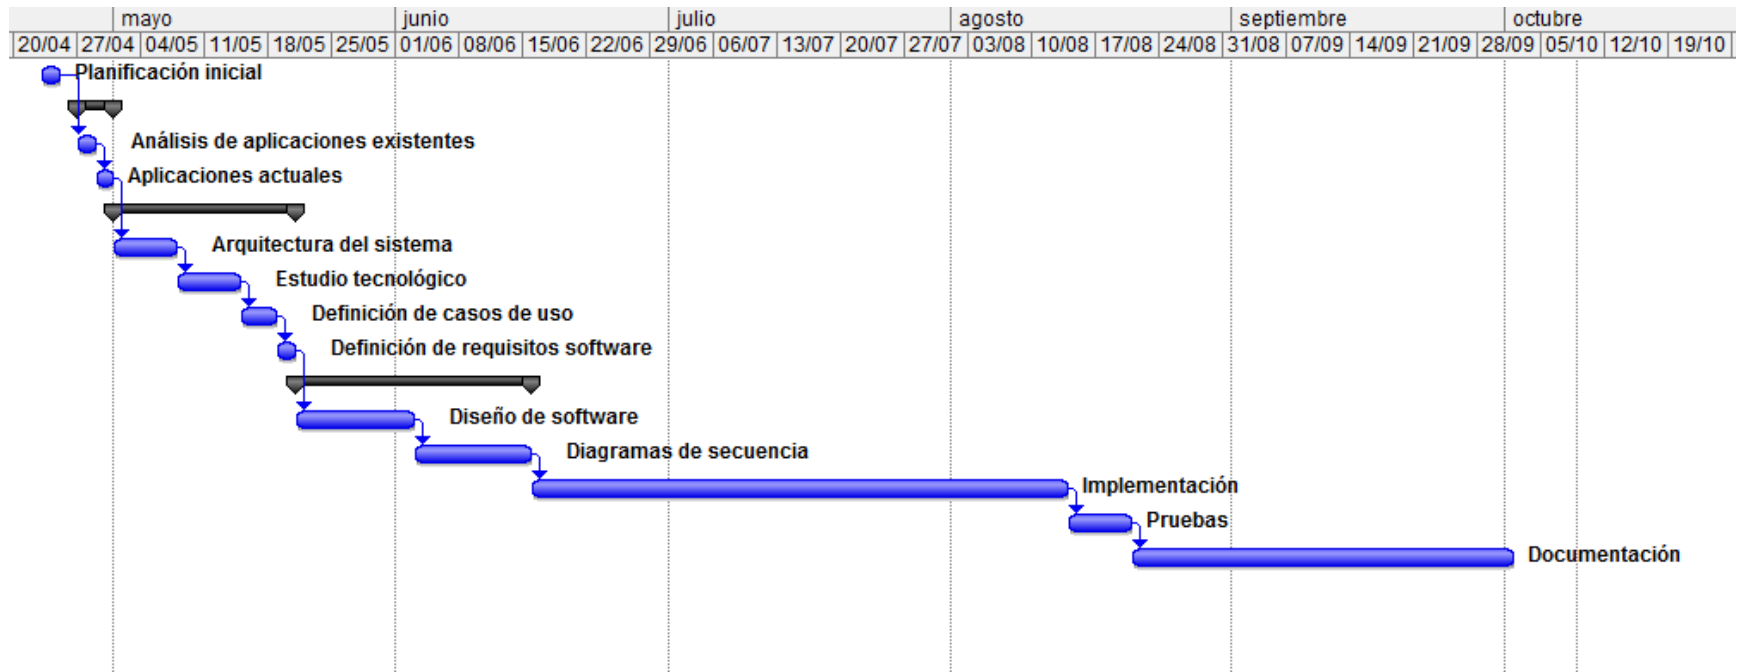 mayo junio julio agosto septiembre octubre
20/04 27/04 04/05 11/05 18/05 25/05 01/06 08/06 15/06 22/06 29/06 06/07 13/07 20/07 27/07 03/08 10/08 17/08 24/08 31/08 07/09 14/09 21/09 28/09 05/10 12/10 19/10
Planificación inicial
Análisis de aplicaciones existentes
Aplicaciones actuales
Arquitectura del sistema
Estudio tecnológico
Definición de casos de uso
Definición de requisitos software
Diseño de software
Diagramas de secuencia
Implementación
Pruebas
Documentación